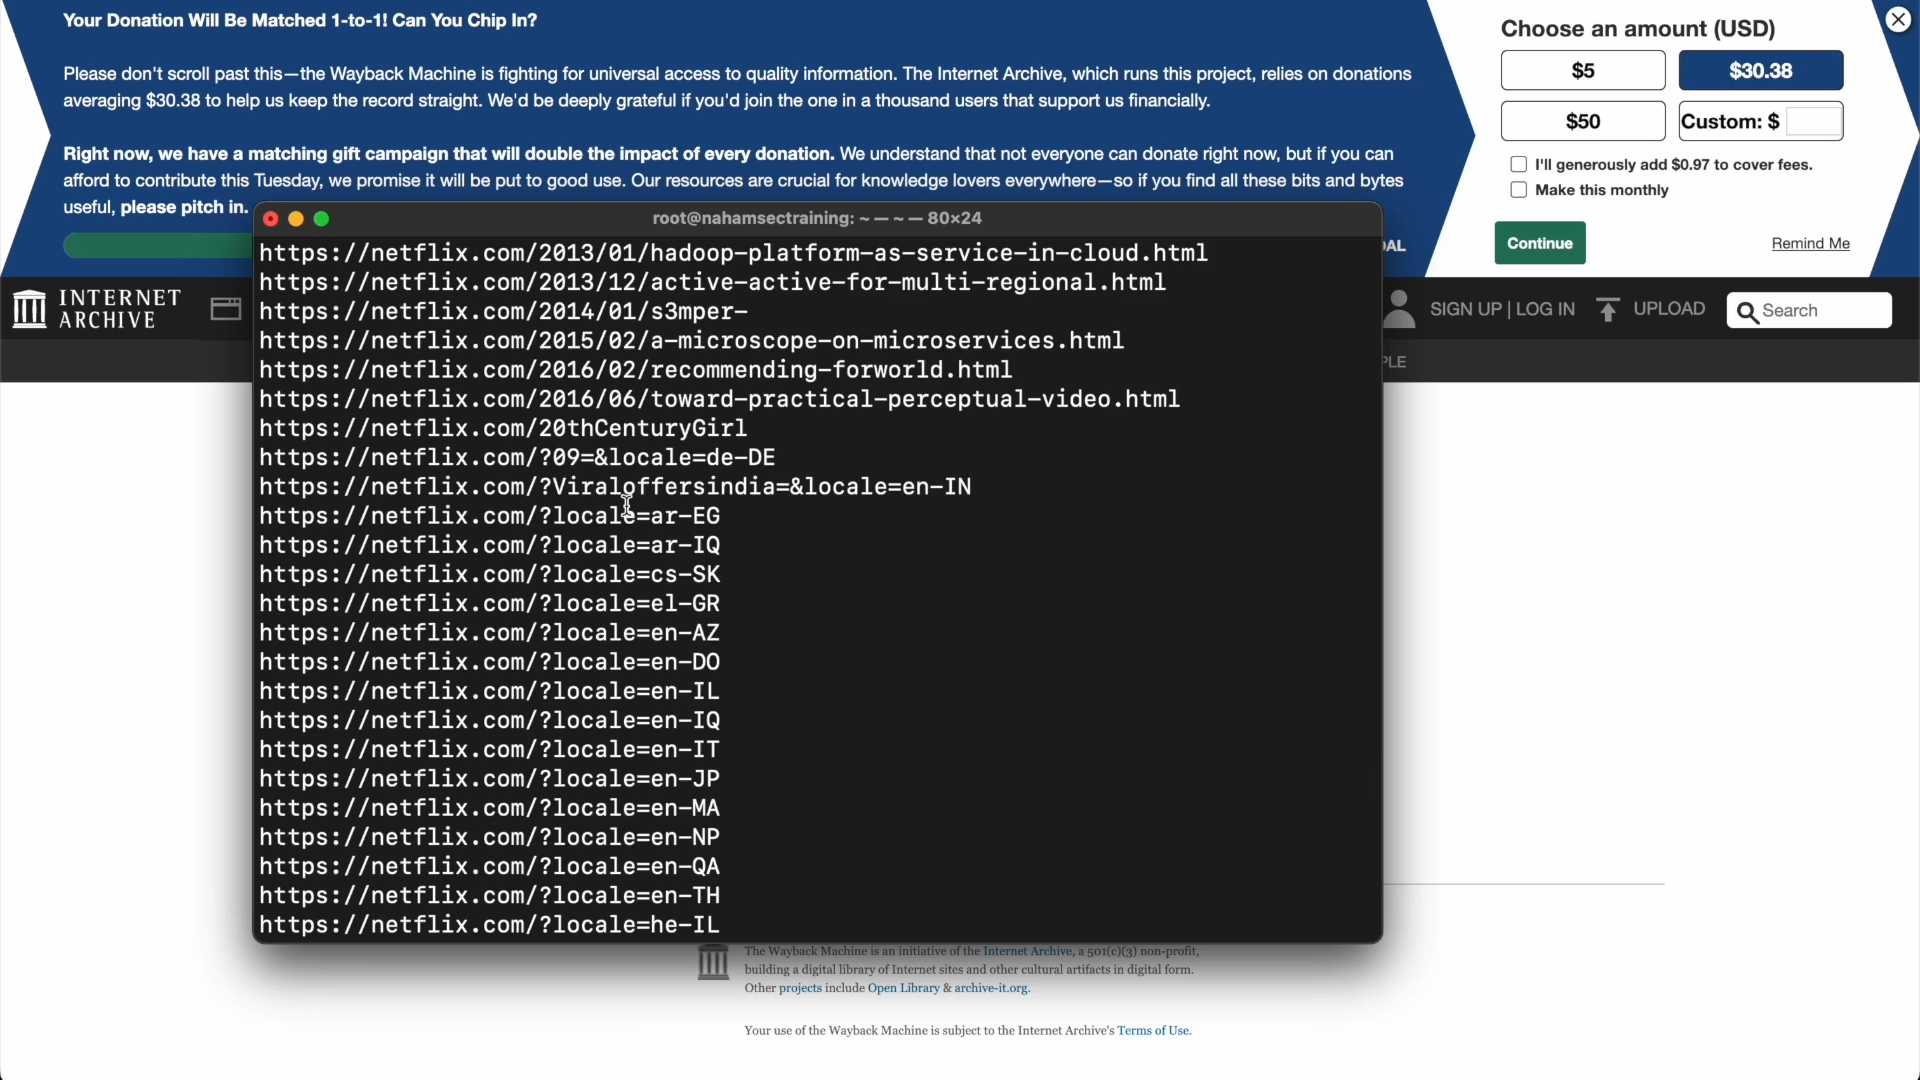 Your Donation Will Be Matched 1-to-1! Can You Chip In?
Please don't scroll past this—the Wayback Machine is fighting for universal access to quality information. The Internet Archive, which runs this project, relies on donations
averaging $30.38 to help us keep the record straight. We'd be deeply grateful if you'd join the one in a thousand users that support us financially.
Right now, we have a matching gift campaign that will double the impact of every donation. We understand that not everyone can donate right now, but if you can
afford to contribute this Tuesday, we promise it will be put to good use. Our resources are crucial for knowledge lovers everywhere—so if you find all these bits and bytes
useful, please pitch in.
Choose an amount (USD)
$5
$30.38
$50
Custom: $
I'll generously add $0.97 to cover fees.
Make this monthly
Continue
Remind Me
INTERNET
ARCHIVE
SIGN UP | LOG IN
UPLOAD
Search
root@nahamsectraining: ~ — ~ — 80×24
https://netflix.com/2013/01/hadoop-platform-as-service-in-cloud.html
https://netflix.com/2013/12/active-active-for-multi-regional.html
https://netflix.com/2014/01/s3mper-
https://netflix.com/2015/02/a-microscope-on-microservices.html
https://netflix.com/2016/02/recommending-forworld.html
https://netflix.com/2016/06/toward-practical-perceptual-video.html
https://netflix.com/20thCenturyGirl
https://netflix.com/?09=&locale=de-DE
https://netflix.com/?Viraloffersindia=&locale=en-IN
https://netflix.com/?locale=ar-EG
https://netflix.com/?locale=ar-IQ
https://netflix.com/?locale=cs-SK
https://netflix.com/?locale=el-GR
https://netflix.com/?locale=en-AZ
https://netflix.com/?locale=en-DO
https://netflix.com/?locale=en-IL
https://netflix.com/?locale=en-IQ
https://netflix.com/?locale=en-IT
https://netflix.com/?locale=en-JP
https://netflix.com/?locale=en-MA
https://netflix.com/?locale=en-NP
https://netflix.com/?locale=en-QA
https://netflix.com/?locale=en-TH
https://netflix.com/?locale=he-IL
The Wayback Machine is an initiative of the Internet Archive, a 501(c)(3) non-profit,
building a digital library of Internet sites and other cultural artifacts in digital form.
Other projects include Open Library & archive-it.org.
Your use of the Wayback Machine is subject to the Internet Archive's Terms of Use.